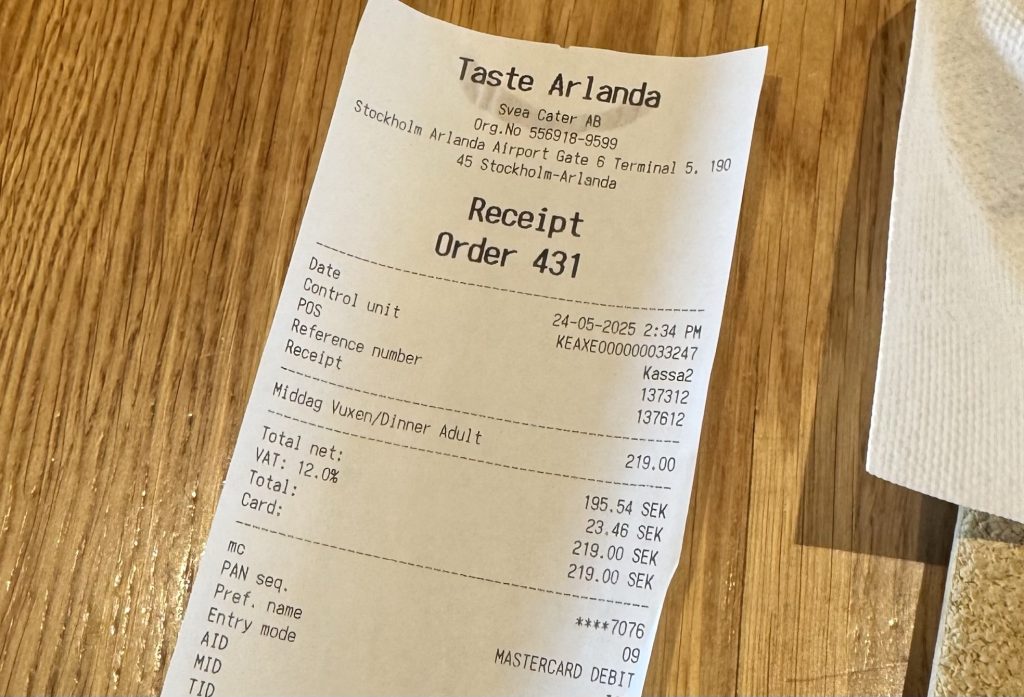 Taste Arlanda
Svea Cater AB
Org.No 556918-9599
Stockholm Arlanda Airport Gate 6 Terminal 5, 190
45 Stockholm-Arlanda
Receipt
Order 431
Date 24-05-2025 2:34 PM
Control unit KEAXE000000033247
POS Kassa2
Reference number 137312
Receipt 137612
Middag Vuxen/Dinner Adult 219.00
Total net: 195.54 SEK
VAT: 12.0% 23.46 SEK
Total: 219.00 SEK
Card: 219.00 SEK
mc ****7076
PAN seq. 09
Pref. name MASTERCARD DEBIT
Entry mode
AID
MID
TID